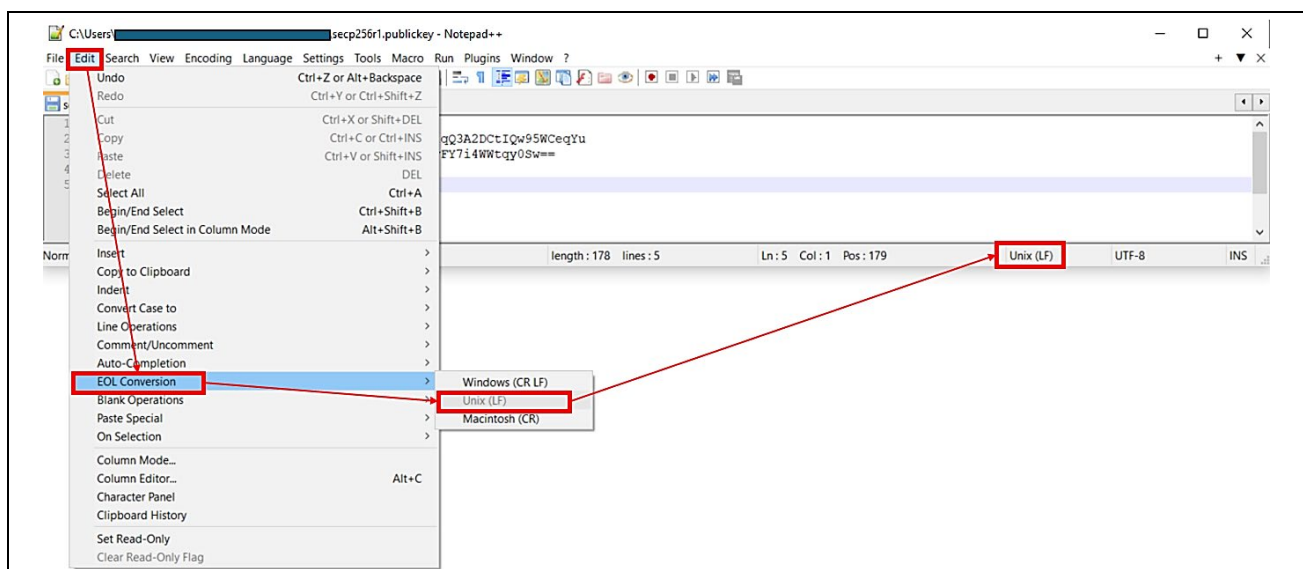 C:\Users\ secp256r1.publickey - Notepad++
File Edit Search View Encoding Language Settings Tools Macro Run Plugins Window ?
Undo Ctrl+Z or Alt+Backspace
Redo Ctrl+Y or Ctrl+Shift+Z
Cut Ctrl+X or Shift+DEL
Copy Ctrl+C or Ctrl+INS
Paste Ctrl+V or Shift+INS
Delete DEL
Select All Ctrl+A
Begin/End Select Ctrl+Shift+B
Begin/End Select in Column Mode Alt+Shift+B
Insert
Copy to Clipboard
Indent
Convert Case to
Line Operations
Comment/Uncomment
Auto-Completion
EOL Conversion
Blank Operations
Paste Special
On Selection
Column Mode...
Column Editor... Alt+C
Character Panel
Clipboard History
Set Read-Only
Clear Read-Only Flag
Windows (CR LF)
Unix (LF)
Macintosh (CR)
1
2 qQ3A2DCtIQw95WCeqYu
3 FY7i4WWtqy0Sw==
4
5
Norm length : 178 lines : 5 Ln : 5 Col : 1 Pos : 179 Unix (LF) UTF-8 INS